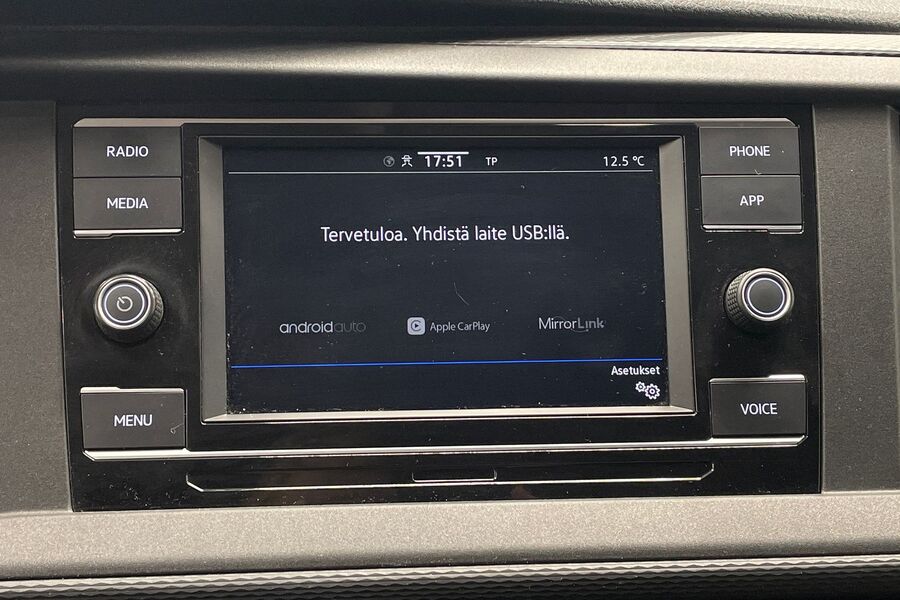 RADIO
MEDIA
MENU
17:51 TP 12.5 °C
Tervetuloa. Yhdistä laite USB:llä.
androidauto Apple CarPlay MirrorLink
Asetukset
PHONE
APP
VOICE